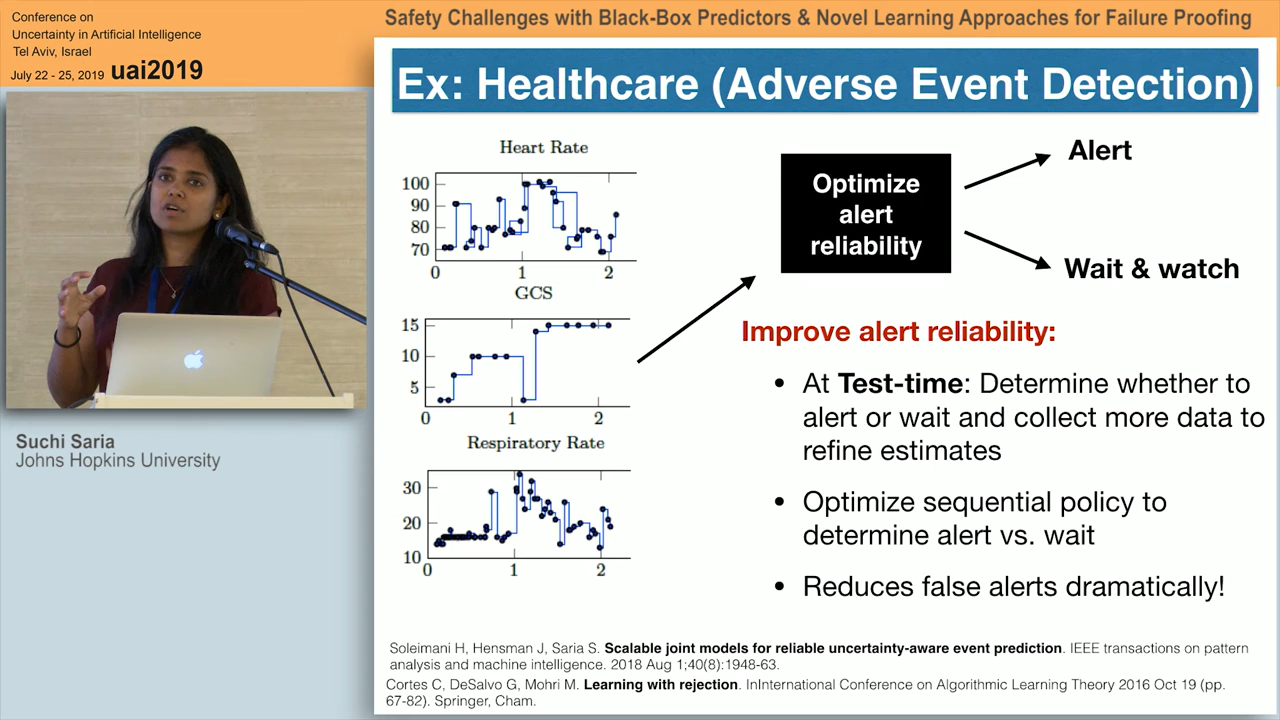 Conference on
Uncertainty in Artificial Intelligence
Tel Aviv, Israel
July 22 - 25, 2019 uai2019
Safety Challenges with Black-Box Predictors & Novel Learning Approaches for Failure Proofing
Suchi Saria
Johns Hopkins University
Ex: Healthcare (Adverse Event Detection)
Heart Rate
100
90
80
70
0 1 2
GCS
15
10
5
0 1 2
Respiratory Rate
30
20
10
0 1 2
Optimize
alert
reliability
Alert
Wait & watch
Improve alert reliability:
• At Test-time: Determine whether to
alert or wait and collect more data to
refine estimates
• Optimize sequential policy to
determine alert vs. wait
• Reduces false alerts dramatically!
Soleimani H, Hensman J, Saria S. Scalable joint models for reliable uncertainty-aware event prediction. IEEE transactions on pattern
analysis and machine intelligence. 2018 Aug 1;40(8):1948-63.
Cortes C, DeSalvo G, Mohri M. Learning with rejection. InInternational Conference on Algorithmic Learning Theory 2016 Oct 19 (pp.
67-82). Springer, Cham.